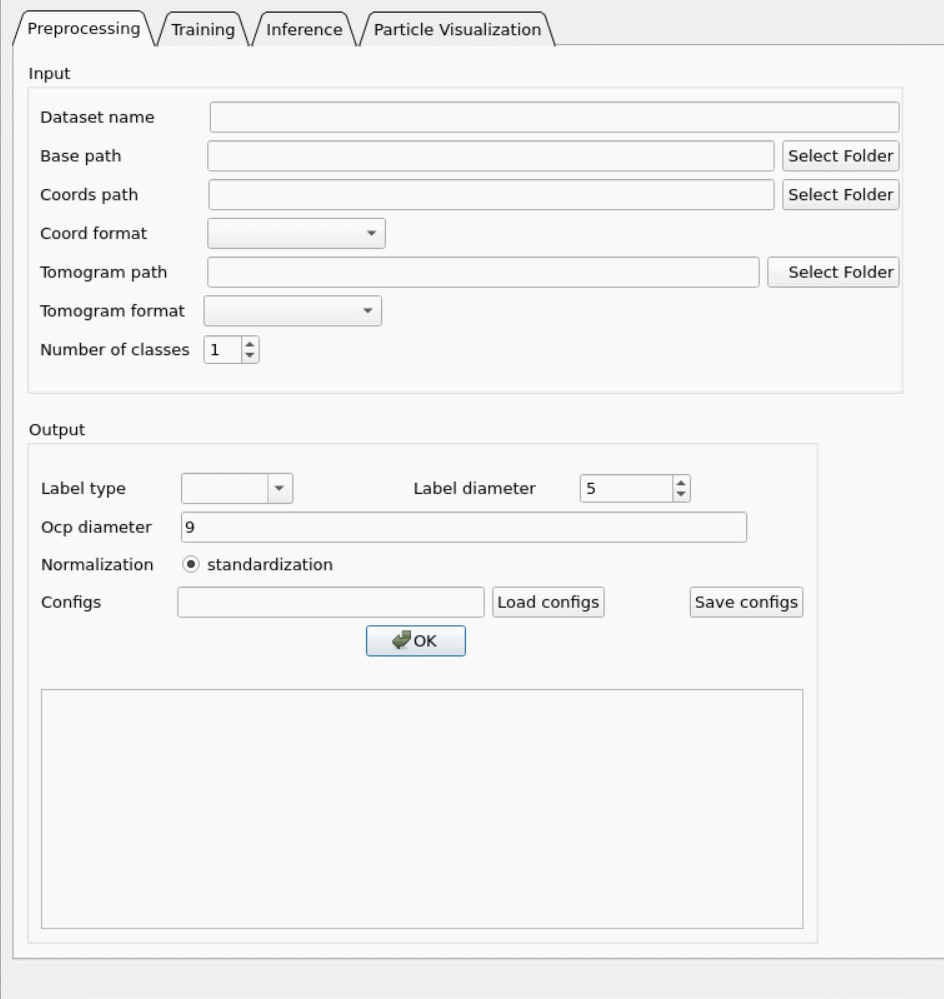 Preprocessing Training Inference Particle Visualization
Input
Dataset name
Base path Select Folder
Coords path Select Folder
Coord format
Tomogram path Select Folder
Tomogram format
Number of classes 1
Output
Label type Label diameter 5
Ocp diameter 9
Normalization standardization
Configs Load configs Save configs
OK